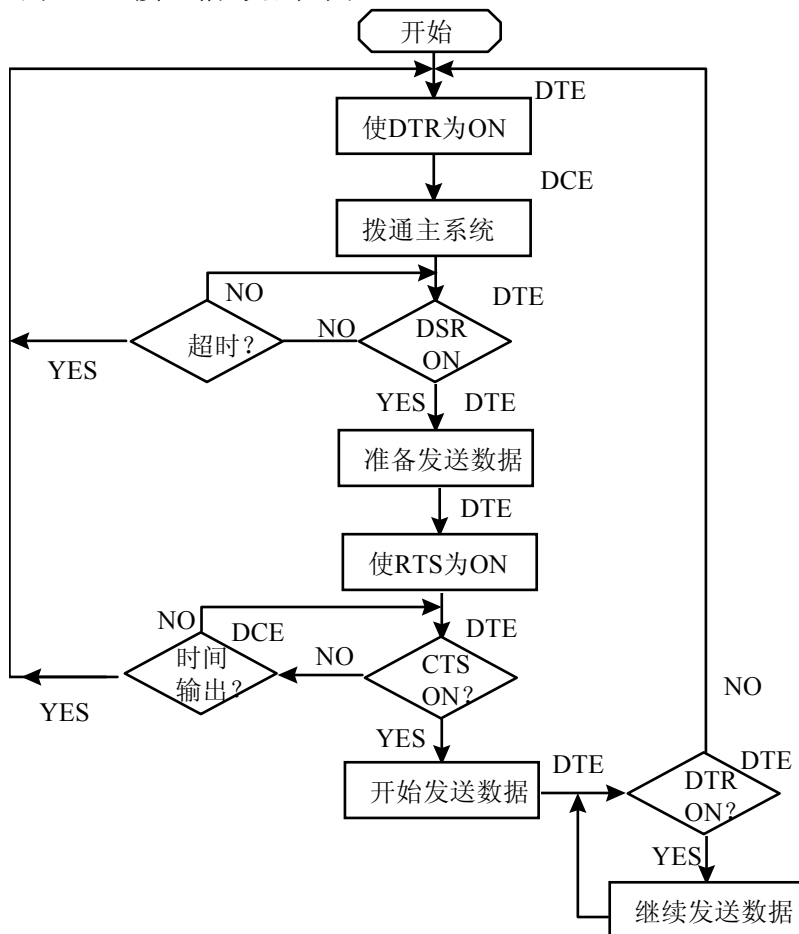 开始
DTE
使DTR为ON
DCE
拨通主系统
DTE
NO
超时?
NO
DSR
ON
YES
YES
DTE
准备发送数据
DTE
使RTS为ON
NO
DCE
DTE
时间
输出?
NO
CTS
ON?
YES
YES
NO
开始发送数据
DTE
DTE
DTR
ON?
YES
继续发送数据